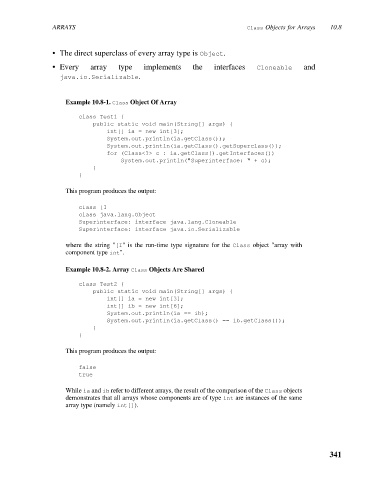 ARRAYS Class Objects for Arrays 10.8
• The direct superclass of every array type is Object.
• Every array type implements the interfaces Cloneable and
java.io.Serializable.
Example 10.8-1. Class Object Of Array
class Test1 {
public static void main(String[] args) {
int[] ia = new int[3];
System.out.println(ia.getClass());
System.out.println(ia.getClass().getSuperclass());
for (Class<?> c : ia.getClass().getInterfaces())
System.out.println("Superinterface: " + c);
}
}
This program produces the output:
class [I
class java.lang.Object
Superinterface: interface java.lang.Cloneable
Superinterface: interface java.io.Serializable
where the string "[I" is the run-time type signature for the Class object "array with
component type int".
Example 10.8-2. Array Class Objects Are Shared
class Test2 {
public static void main(String[] args) {
int[] ia = new int[3];
int[] ib = new int[6];
System.out.println(ia == ib);
System.out.println(ia.getClass() == ib.getClass());
}
}
This program produces the output:
false
true
While ia and ib refer to different arrays, the result of the comparison of the Class objects
demonstrates that all arrays whose components are of type int are instances of the same
array type (namely int[]).
341